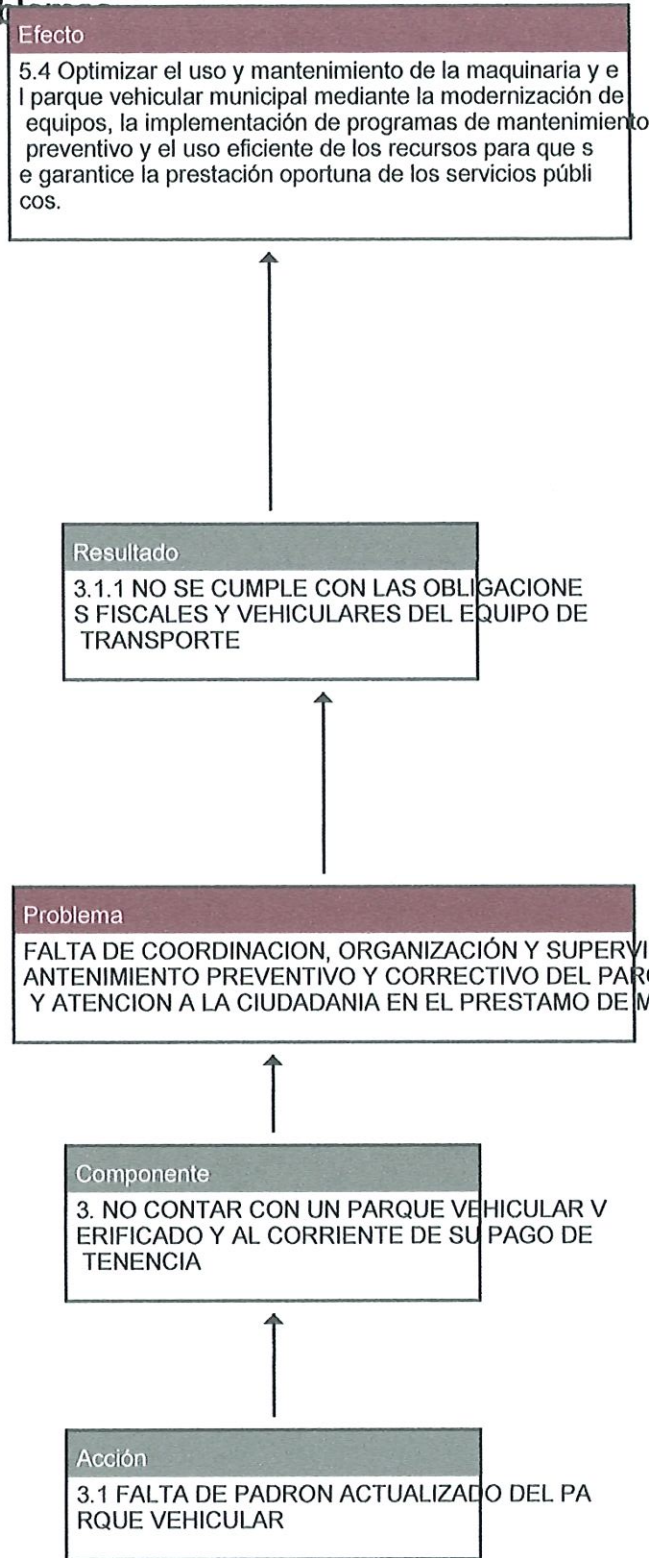 Efecto
5.4 Optimizar el uso y mantenimiento de la maquinaria y e
l parque vehicular municipal mediante la modernización de
equipos, la implementación de programas de mantenimiento
preventivo y el uso eficiente de los recursos para que s
e garantice la prestación oportuna de los servicios públi
cos.
Resultado
3.1.1 NO SE CUMPLE CON LAS OBLIGACIONE
S FISCALES Y VEHICULARES DEL EQUIPO DE
TRANSPORTE
Problema
FALTA DE COORDINACION, ORGANIZACIÓN Y SUPERVI
ANTENIMIENTO PREVENTIVO Y CORRECTIVO DEL PAR
Y ATENCION A LA CIUDADANIA EN EL PRESTAMO DE M
Componente
3. NO CONTAR CON UN PARQUE VEHICULAR V
ERIFICADO Y AL CORRIENTE DE SU PAGO DE
TENENCIA
Acción
3.1 FALTA DE PADRON ACTUALIZADO DEL PA
RQUE VEHICULAR